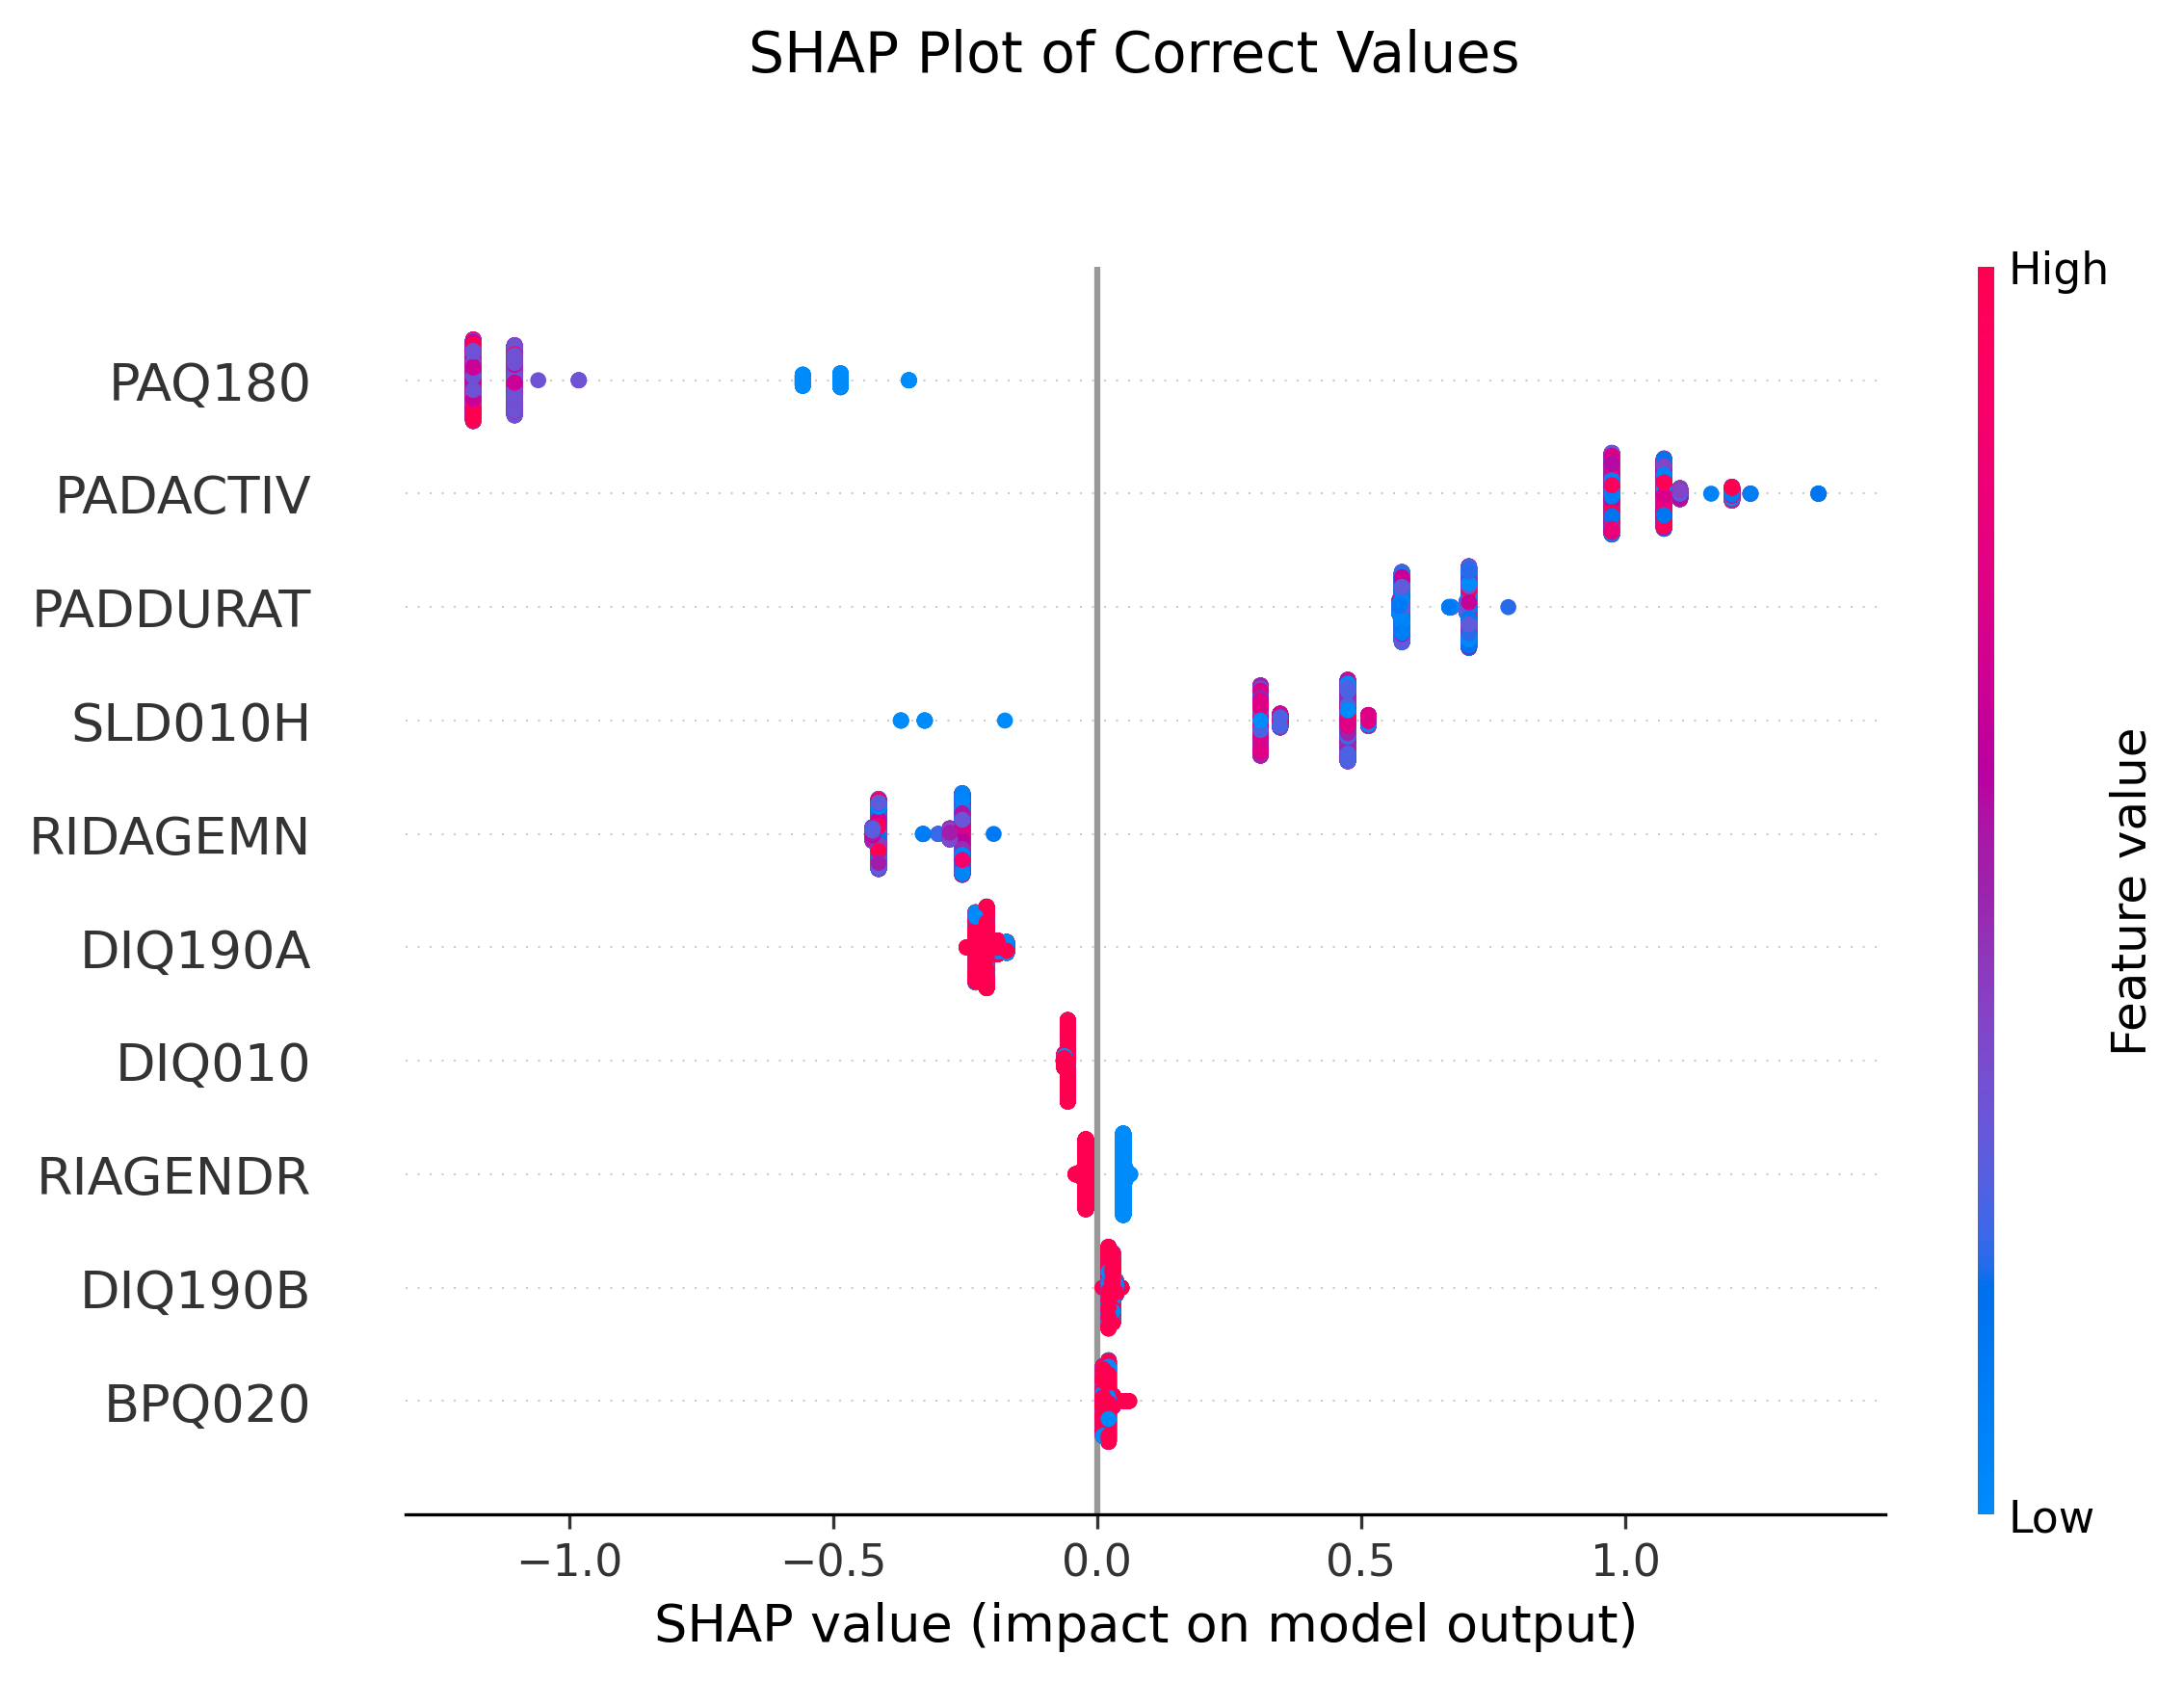 SHAP Plot of Correct Values
High
PAQ180
PADACTIV
PADDURAT
SLD010H
RIDAGEMN
DIQ190A
DIQ010
RIAGENDR
DIQ190B
BPQ020
Feature value
Low
−1.0 −0.5 0.0 0.5 1.0
SHAP value (impact on model output)